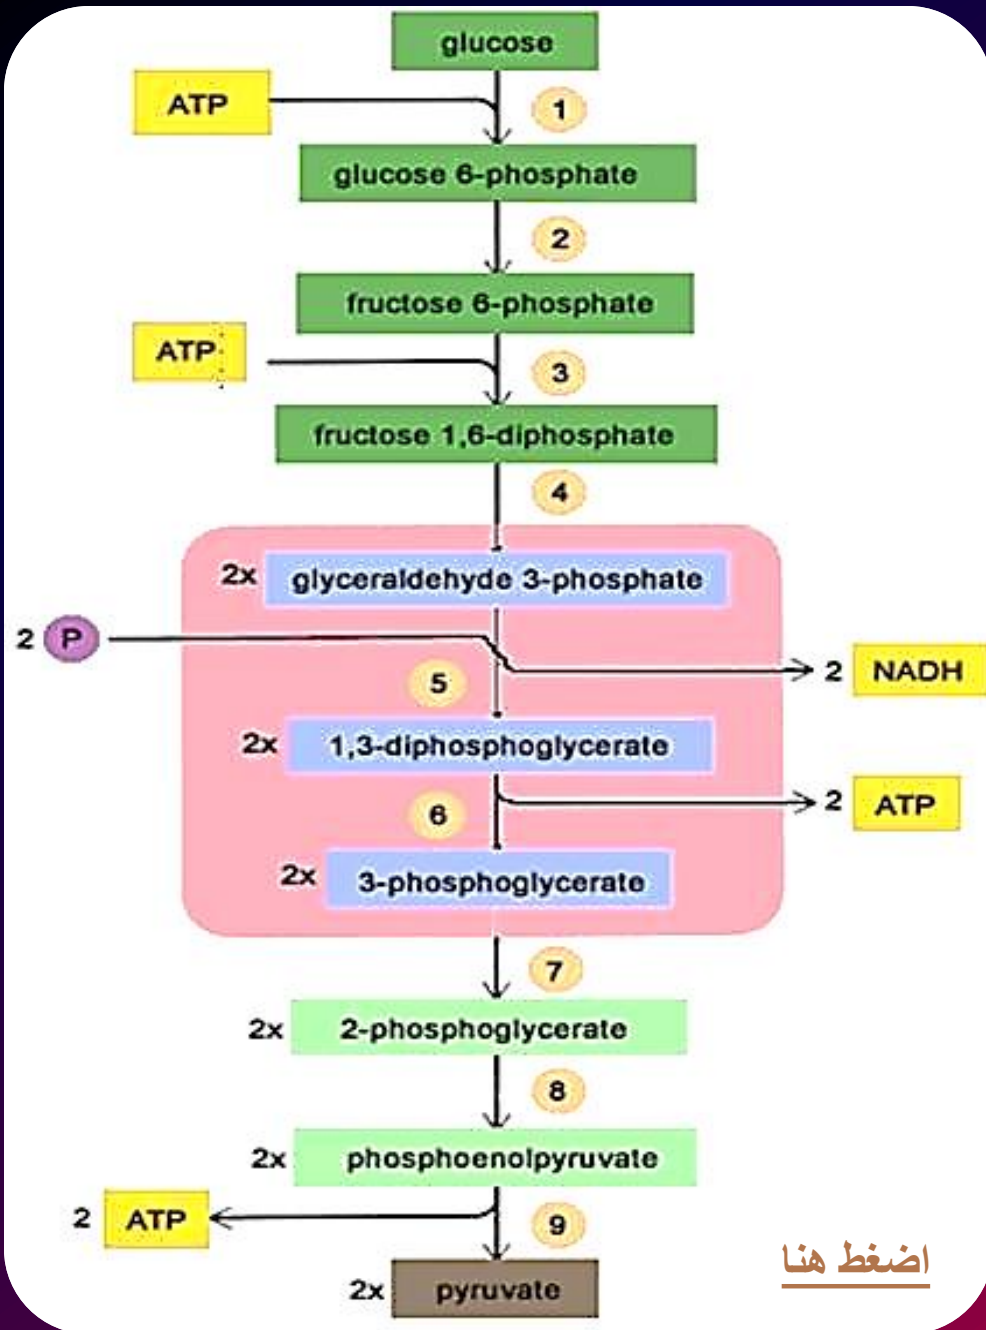 glucose
ATP
1
glucose 6-phosphate
2
fructose 6-phosphate
ATP
3
fructose 1,6-diphosphate
4
2x glyceraldehyde 3-phosphate
2 P
2 NADH
5
2x 1,3-diphosphoglycerate
2 ATP
6
2x 3-phosphoglycerate
7
2x 2-phosphoglycerate
8
2x phosphoenolpyruvate
2 ATP
9
اضغط هنا
2x pyruvate